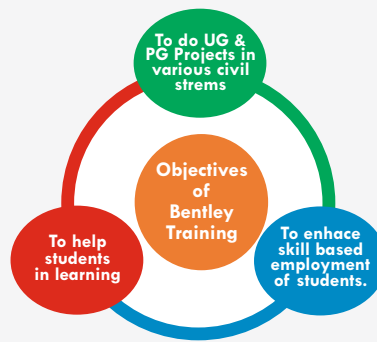 To do UG &
PG Projects in
various civil
strems
Objectives
of
Bentley
Training
To help
students
in learning
To enhace
skill based
employment
of students.